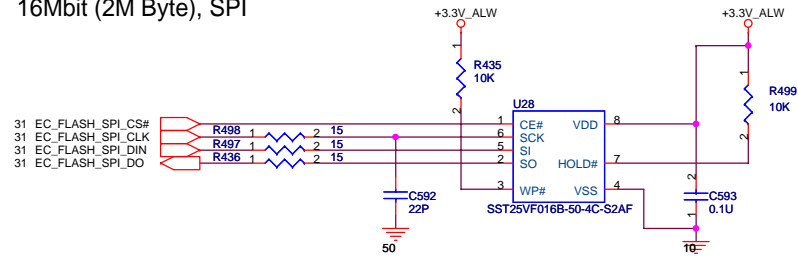 16Mbit (2M Byte), SPI
+3.3V_ALW
+3.3V_ALW
1
R435
10K
2
1
R499
10K
2
U28
31 EC_FLASH_SPI_CS#
1 CE# VDD 8
31 EC_FLASH_SPI_CLK R498 1 2 15
6 SCK
31 EC_FLASH_SPI_DIN R497 1 2 15
5 SI
31 EC_FLASH_SPI_DO R436 1 2 15
2 SO HOLD# 7
3 WP# VSS 4
SST25VF016B-50-4C-S2AF
C592
22P
50
2
C593
0.1U
1
10